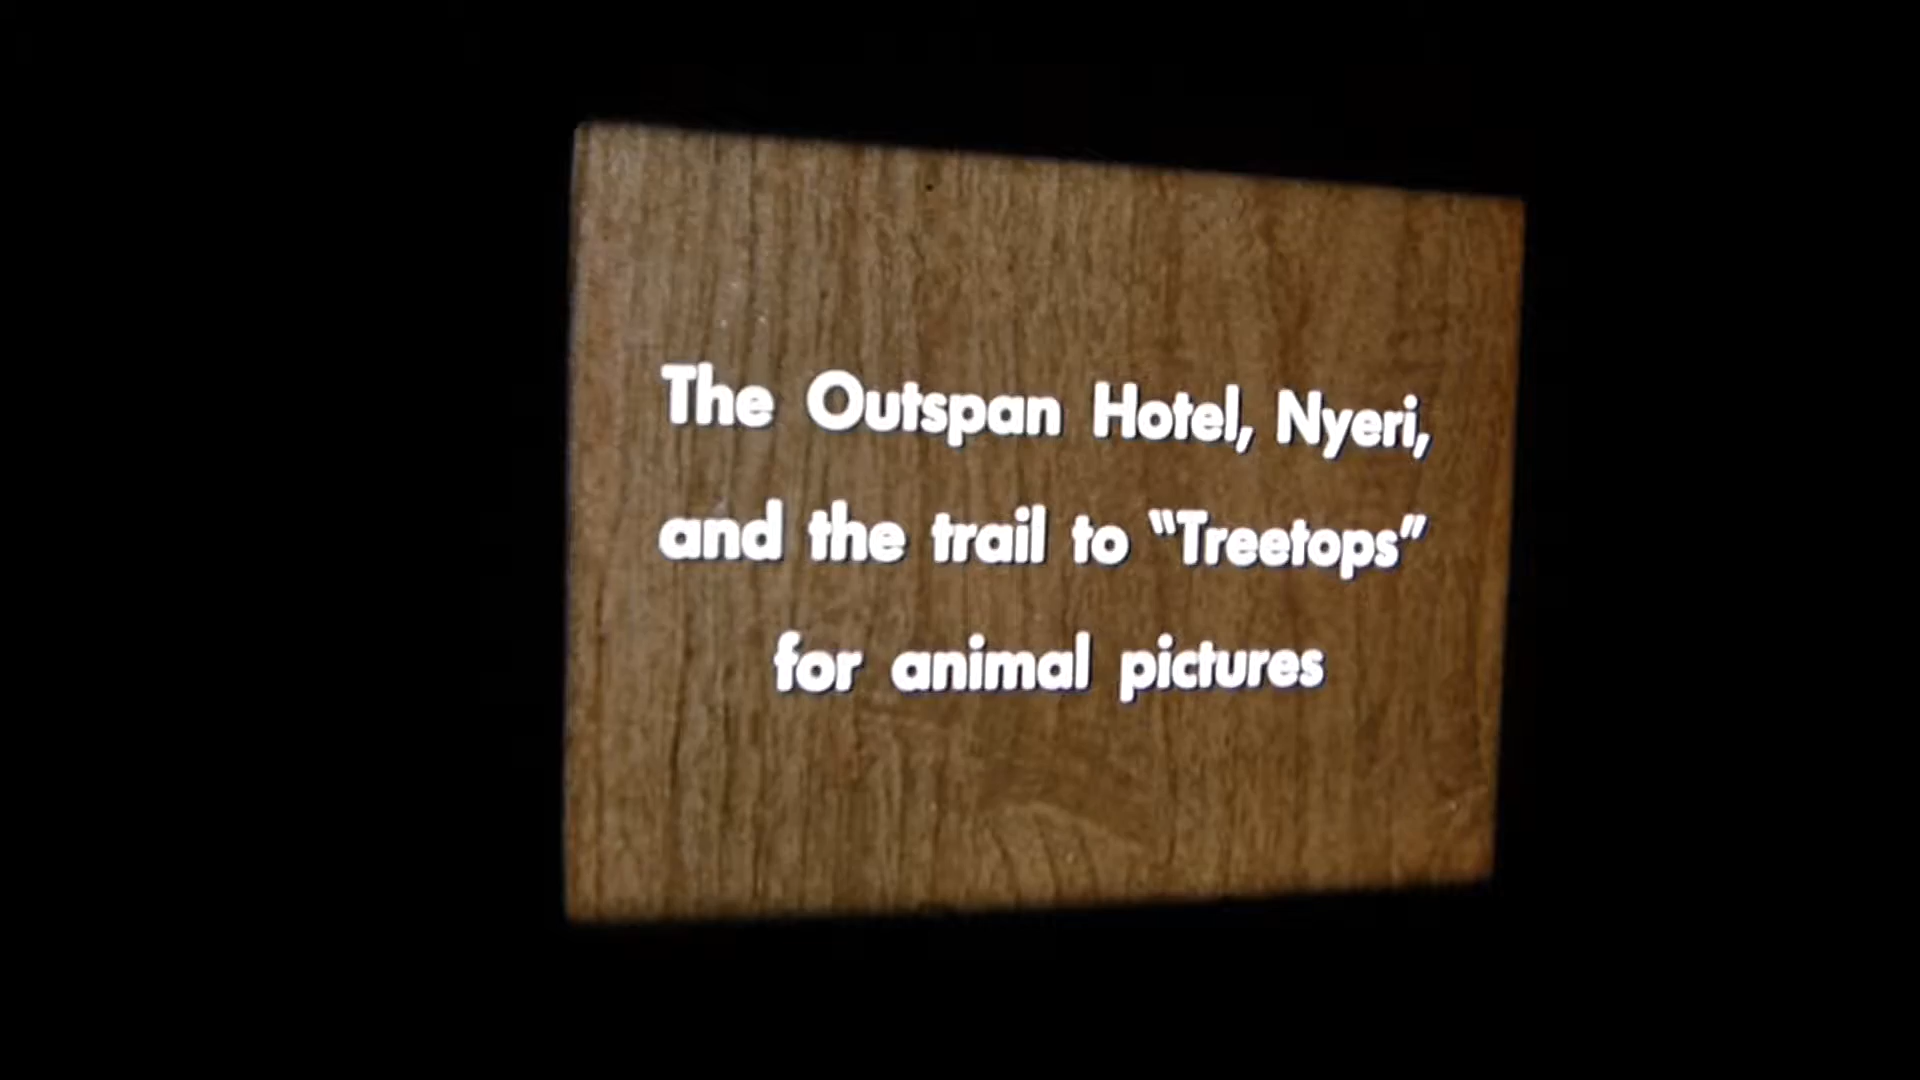 The Outspan Hotel, Nyeri,
and the trail to “Treetops”
for animal pictures